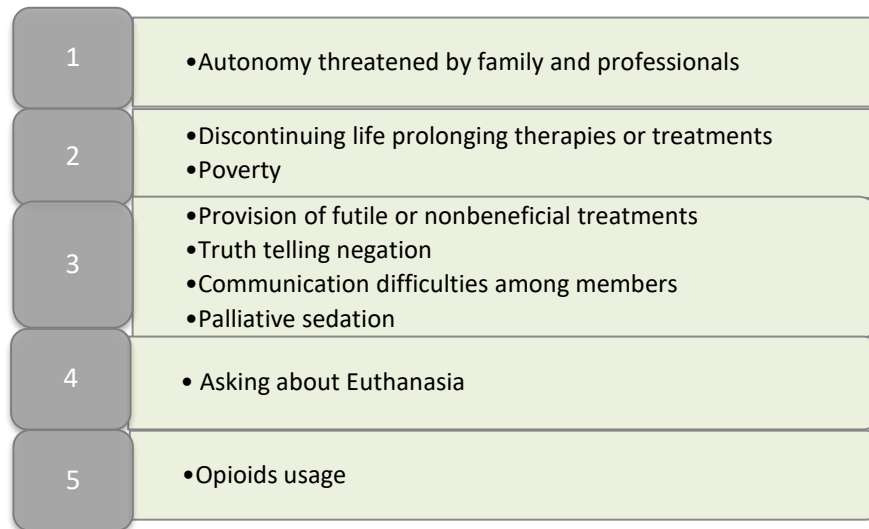 1
•Autonomy threatened by family and professionals
2
•Discontinuing life prolonging therapies or treatments
•Poverty
3
•Provision of futile or nonbeneficial treatments
•Truth telling negation
•Communication difficulties among members
•Palliative sedation
4
• Asking about Euthanasia
5
•Opioids usage